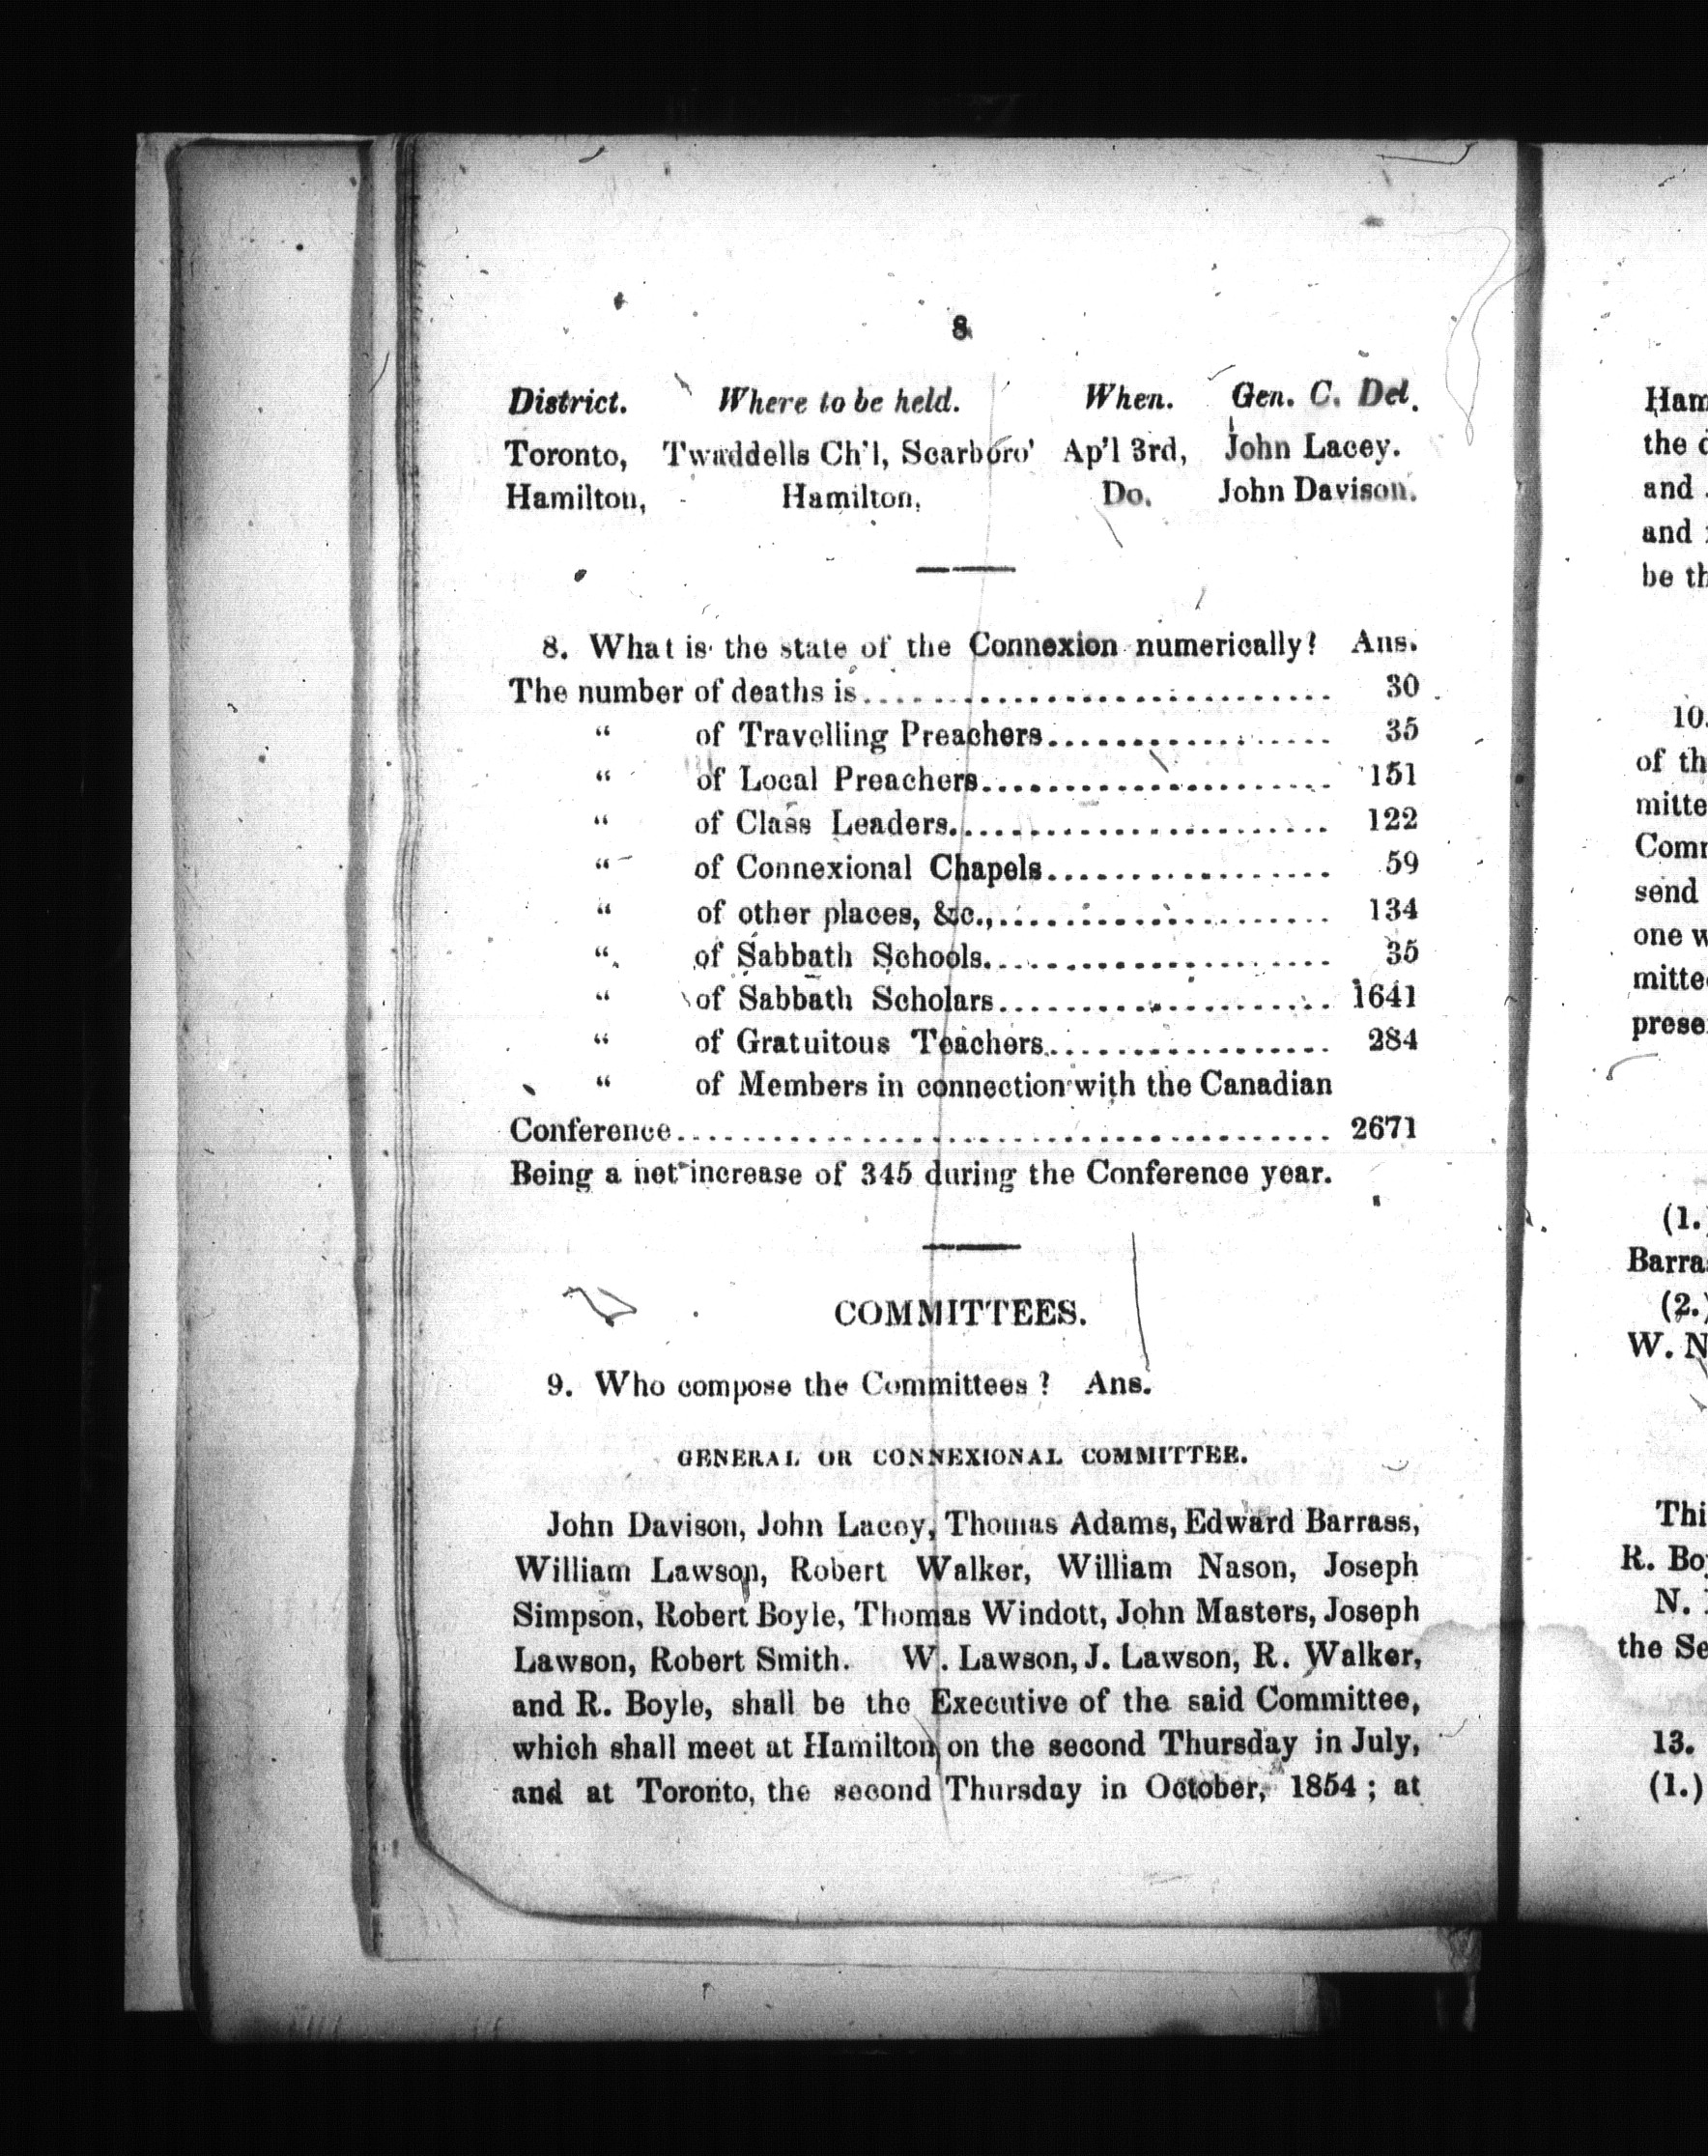 8
District. Where to be held. When. Gen. C. Del.
Toronto, Twaddells Ch'l, Scarboro' Ap'l 3rd, John Lacey.
Hamilton, Hamilton, Do. John Davison.
8. What is the state of the Connexion numerically? Ans.
The number of deaths is.............................. 30
“ of Travelling Preachers.................. 35
“ of Local Preachers...................... 151
“ of Class Leaders........................ 122
“ of Connexional Chapels.................. 59
“ of other places, &c.,..................... 134
“ of Sabbath Schools...................... 35
“ of Sabbath Scholars..................... 1641
“ of Gratuitous Teachers.................. 284
“ of Members in connection with the Canadian
Conference.......................................... 2671
Being a net increase of 345 during the Conference year.
COMMITTEES.
9. Who compose the Committees? Ans.
GENERAL OR CONNEXIONAL COMMITTEE.
John Davison, John Lacey, Thomas Adams, Edward Barrass,
William Lawson, Robert Walker, William Nason, Joseph
Simpson, Robert Boyle, Thomas Windott, John Masters, Joseph
Lawson, Robert Smith. W. Lawson, J. Lawson, R. Walker,
and R. Boyle, shall be the Executive of the said Committee,
which shall meet at Hamilton on the second Thursday in July,
and at Toronto, the second Thursday in October, 1854; at
Ham
the
and
and
be th
10.
of th
mitte
Com
send
one w
mitte
prese
(1.)
Barra
(2.)
W. N
Thi
R. Bo
N.
the Se
13.
(1.)